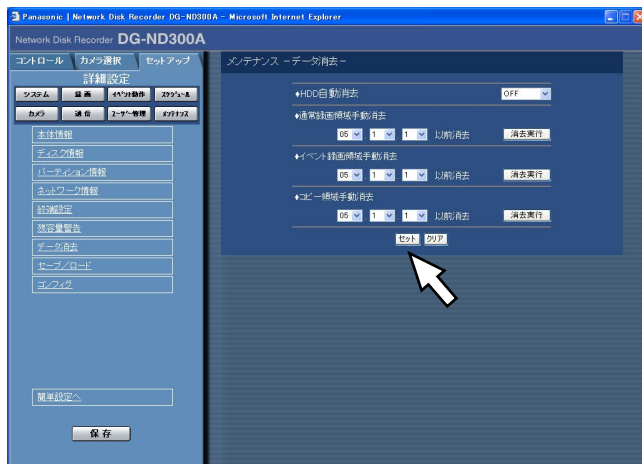 Panasonic | Network Disk Recorder DG-ND300A - Microsoft Internet Explorer
Network Disk Recorder DG-ND300A
コントロール カメラ選択 セットアップ
詳細設定
システム 録画 イベント動作 スケジュール
カメラ 通信 ユーザー管理 メンテナンス
本体情報
ディスク情報
パーティション情報
ネットワーク情報
終端設定
残容量警告
データ消去
セーブ/ロード
コンフィグ
簡単設定へ
保存
メンテナンス -データ消去-
♦HDD自動消去 OFF
♦通常録画領域手動消去
05 . 1 . 1 以前消去 消去実行
♦イベント録画領域手動消去
05 . 1 . 1 以前消去 消去実行
♦コピー領域手動消去
05 . 1 . 1 以前消去 消去実行
セット クリア